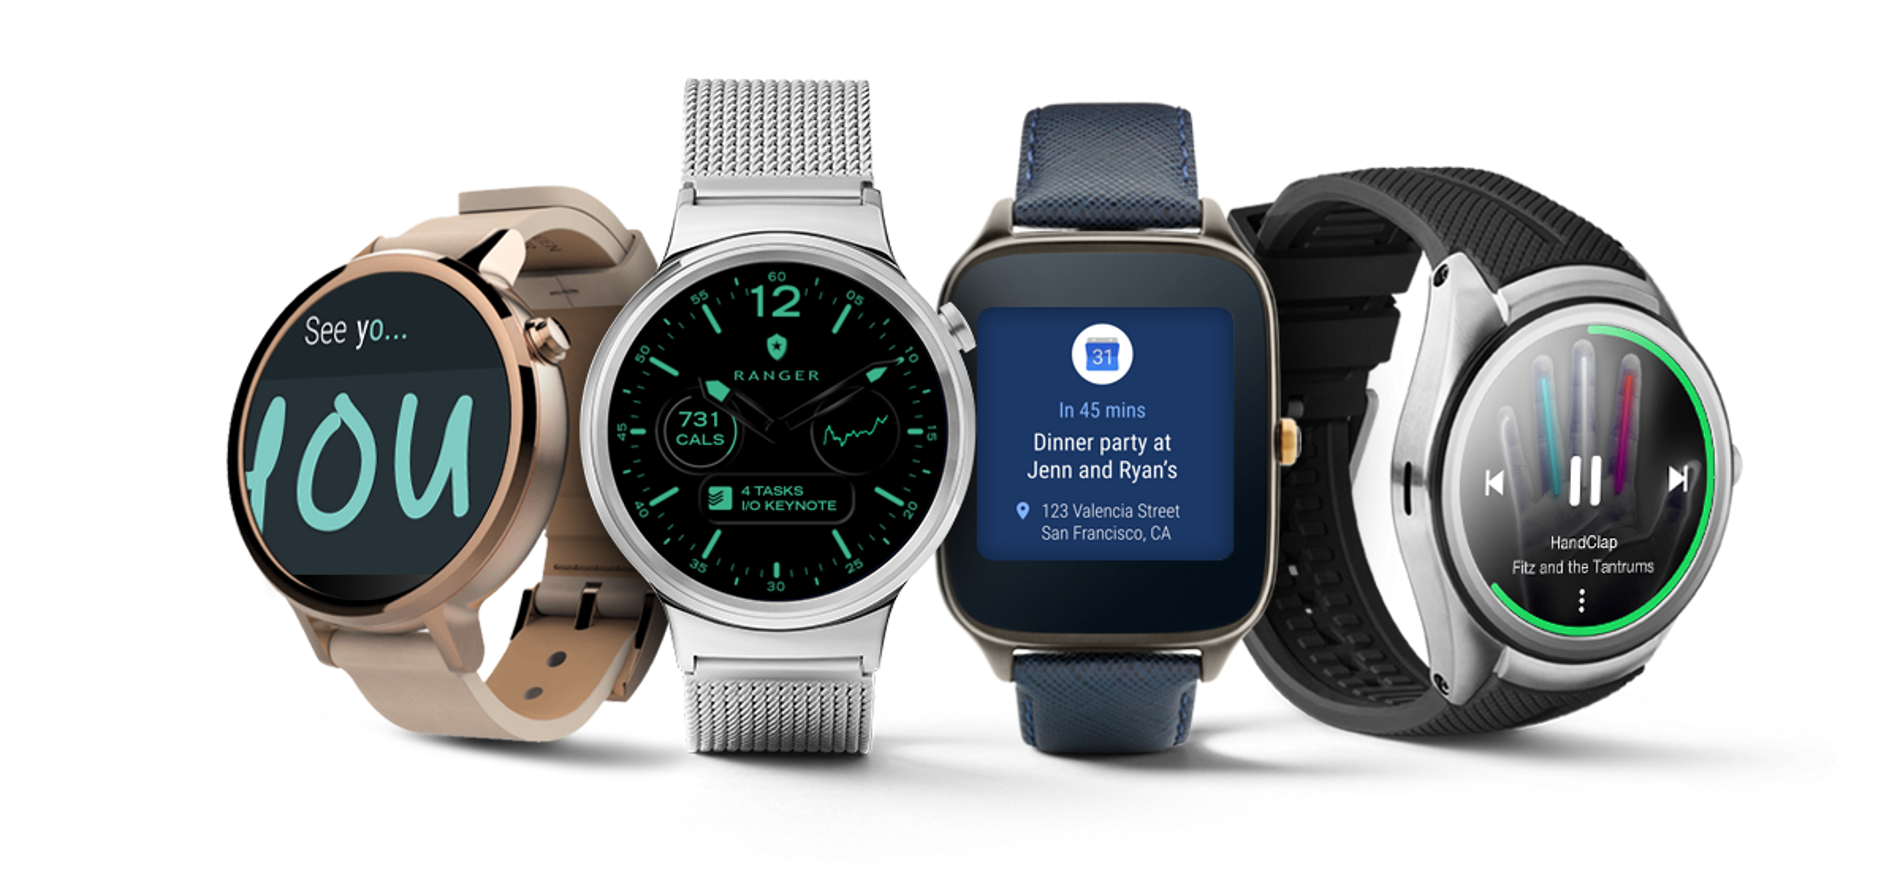 See yo...
YOU
60
55
12
05
50
10
RANGER
731
CALS
45
15
4 TASKS
I/O KEYNOTE
40
20
35
25
30
31
In 45 mins
Dinner party at
Jenn and Ryan's
123 Valencia Street
San Francisco, CA
HandClap
Fitz and the Tantrums